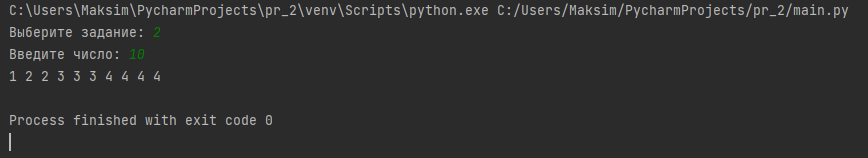 C:\Users\Maksim\PycharmProjects\pr_2\venv\Scripts\python.exe C:/Users/Maksim/PycharmProjects/pr_2/main.py
Выберите задание: 2
Введите число: 10
1 2 2 3 3 3 4 4 4 4
Process finished with exit code 0